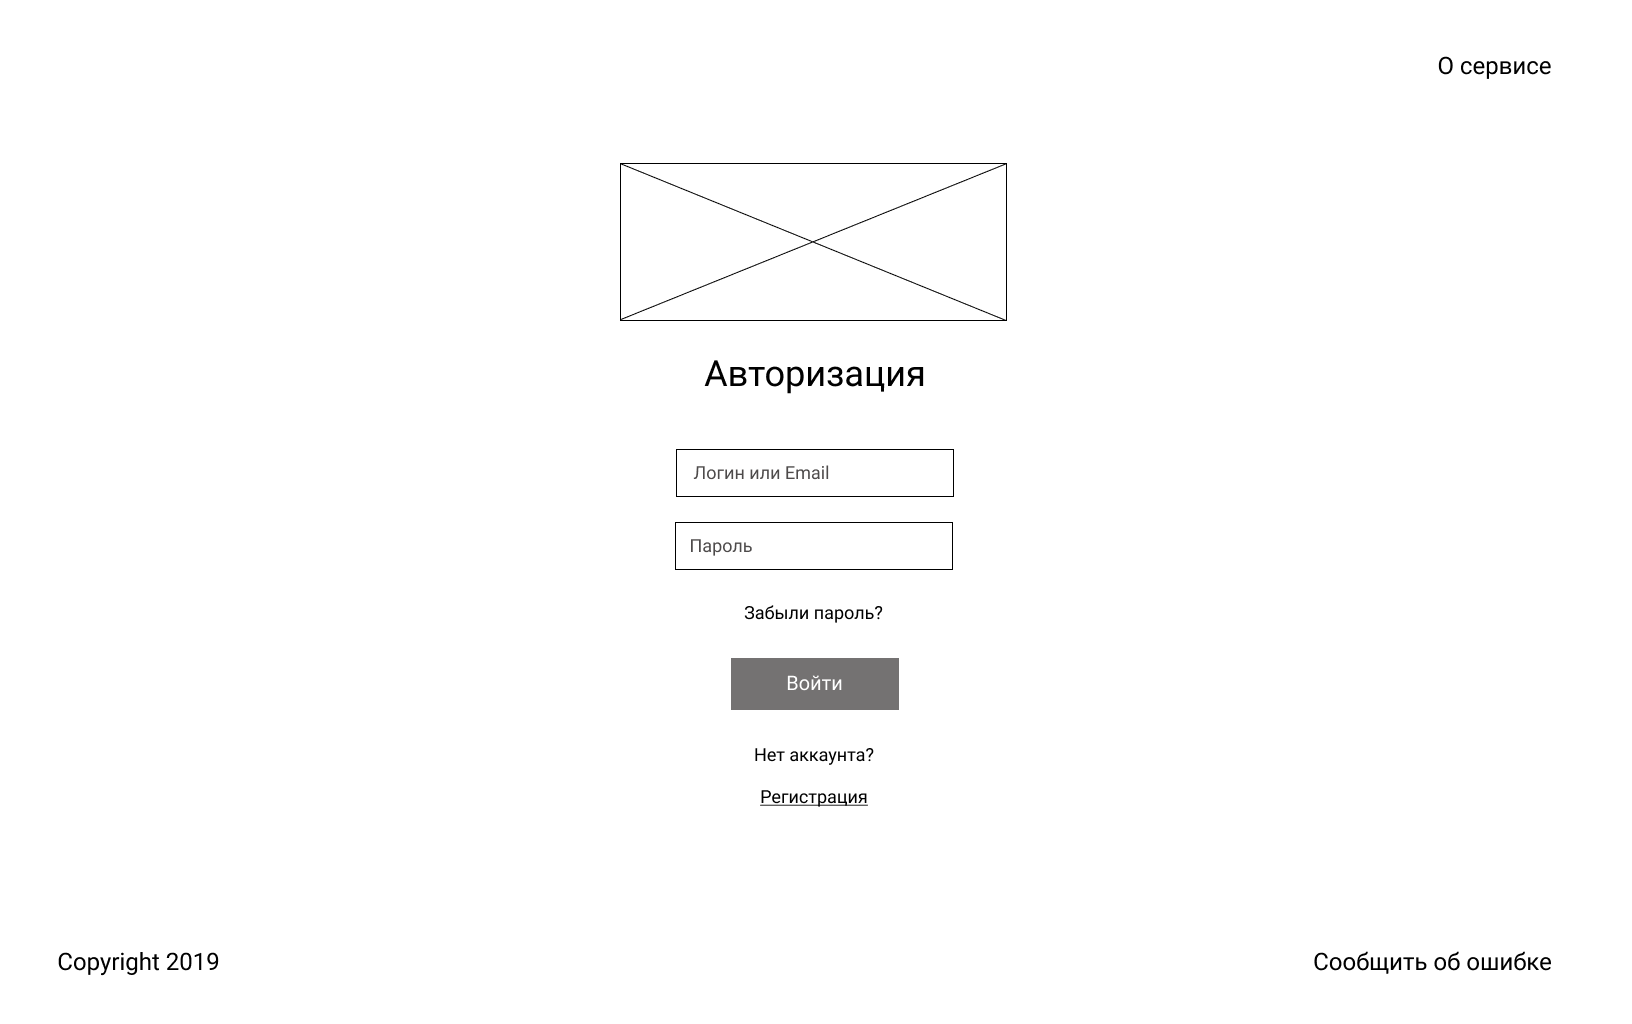 О сервисе
Авторизация
Логин или Email
Пароль
Забыли пароль?
Войти
Нет аккаунта?
Регистрация
Copyright 2019
Сообщить об ошибке